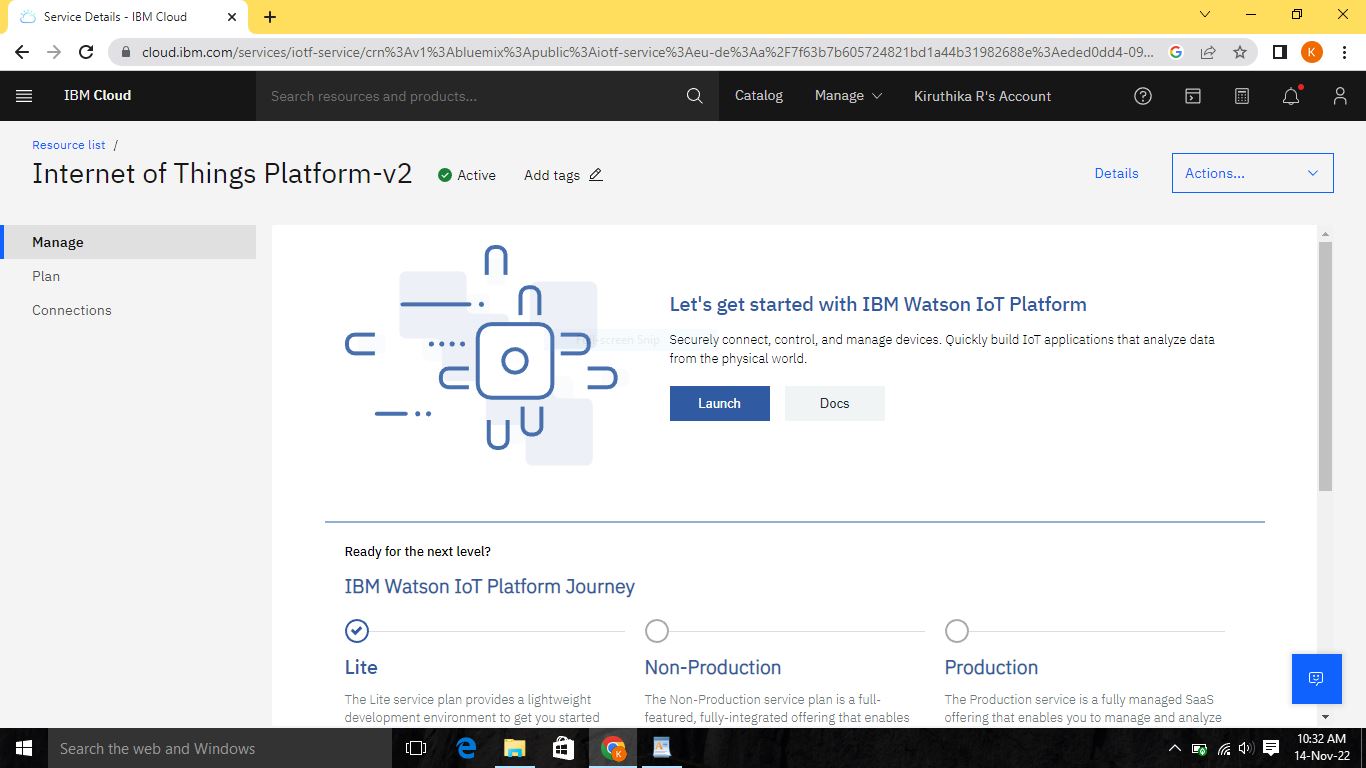 Service Details - IBM Cloud
cloud.ibm.com/services/iotf-service/crn%3Av1%3Abluemix%3Apublic%3Aiotf-service%3Aeu-de%3Aa%2F7f63b7b605724821bd1a44b31982688e%3Aeded0dd4-09...
K
IBM Cloud
Search resources and products...
Catalog
Manage
Kiruthika R's Account
Resource list /
Internet of Things Platform-v2
Active
Add tags
Details
Actions...
Manage
Plan
Connections
Let's get started with IBM Watson IoT Platform
Full-screen Snip
Securely connect, control, and manage devices. Quickly build IoT applications that analyze data
from the physical world.
Launch
Docs
Ready for the next level?
IBM Watson IoT Platform Journey
Lite
Non-Production
Production
The Lite service plan provides a lightweight
development environment to get you started
The Non-Production service plan is a full-
featured, fully-integrated offering that enables
The Production service is a fully managed SaaS
offering that enables you to manage and analyze
Search the web and Windows
K
10:32 AM
14-Nov-22